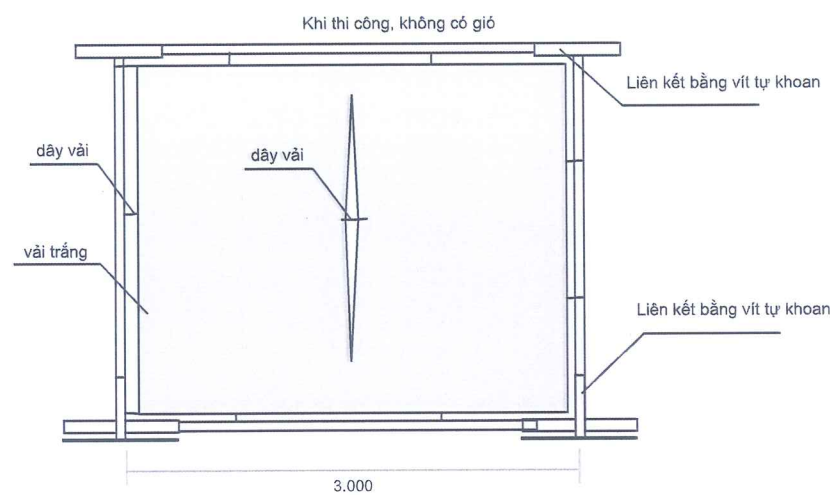 Khi thi công, không có gió
Liên kết bằng vít tự khoan
dây vải
dây vải
vải trắng
Liên kết bằng vít tự khoan
3.000